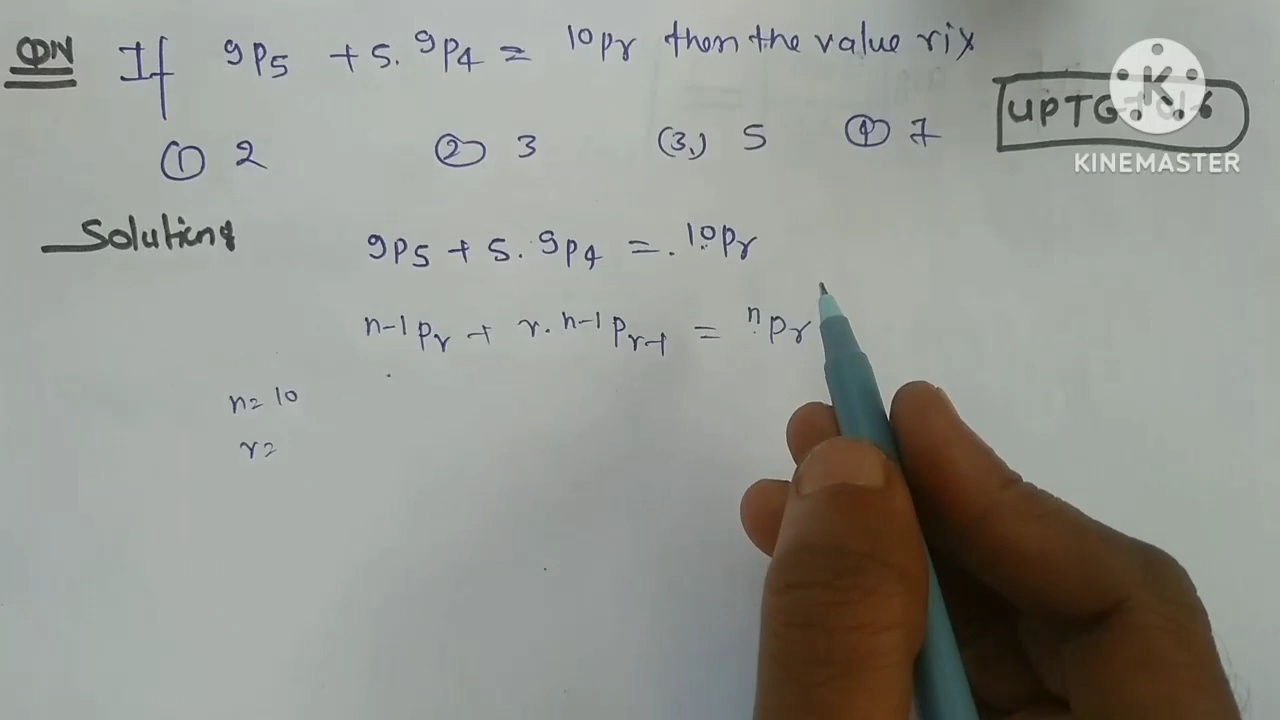 QN If 9p5 + 5. 9p4 = 10pr then the value r is
UPTG
K
KINEMASTER
(1) 2 (2) 3 (3.) 5 (4) 7
Solution:
9p5 + 5. 9p4 = . 10pr
n-1pr + r. n-1pr-1 = npr
n= 10
r=